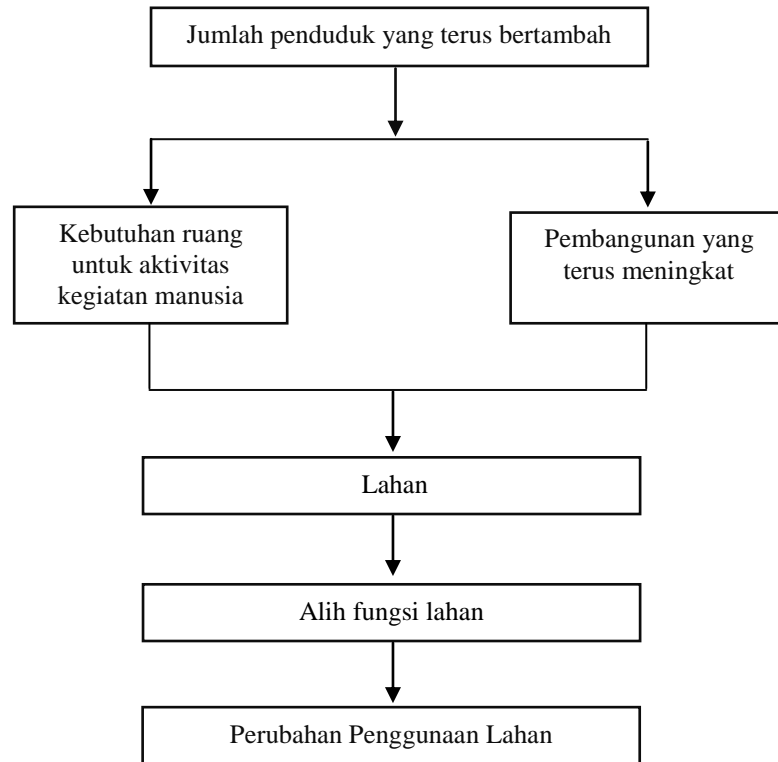 Jumlah penduduk yang terus bertambah
Kebutuhan ruang
untuk aktivitas
kegiatan manusia
Pembangunan yang
terus meningkat
Lahan
Alih fungsi lahan
Perubahan Penggunaan Lahan